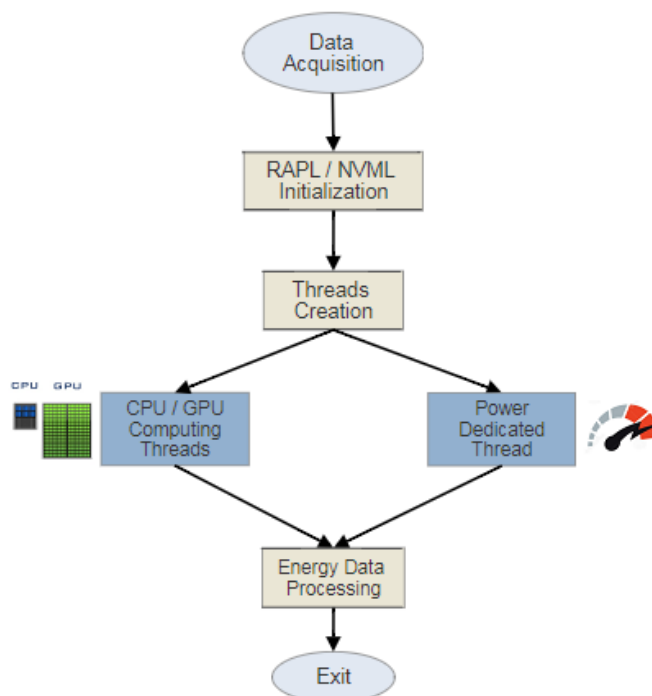 Data
Acquisition
RAPL / NVML
Initialization
Threads
Creation
CPU GPU
CPU / GPU
Computing
Threads
Power
Dedicated
Thread
Energy Data
Processing
Exit